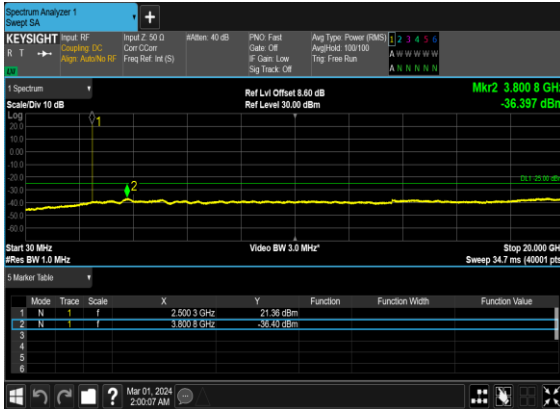 Spectrum Analyzer 1
Swept SA
+
KEYSIGHT Input: RF Input Z: 50 Ω #Atten: 40 dB PNO: Fast Avg Type: Power (RMS) 1 2 3 4 5 6
R T Coupling: DC Corr CCorr Gate: Off Avg|Hold: 100/100 A W W W W W
Align: Auto/No RF Freq Ref: Int (S) IF Gain: Low Trig: Free Run
LXI Sig Track: Off A N N N N N
1 Spectrum Ref Lvl Offset 8.60 dB Mkr2 3.800 8 GHz
Scale/Div 10 dB Ref Level 30.00 dBm -36.397 dBm
Log
20.0
10.0
0.00
-10.0
-20.0
-30.0
-40.0
-50.0
-60.0
1
2
DL1 -25.00 dBm
Start 30 MHz Video BW 3.0 MHz* Stop 20.000 GHz
#Res BW 1.0 MHz Sweep 34.7 ms (40001 pts)
5 Marker Table
Mode Trace Scale X Y Function Function Width Function Value
1 N 1 f 2.500 3 GHz 21.36 dBm
2 N 1 f 3.800 8 GHz -36.40 dBm
3
4
5
6
?
Mar 01, 2024
2:00:07 AM